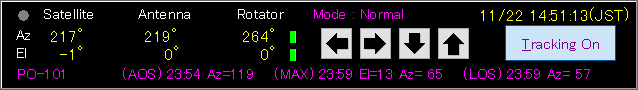 Satellite Antenna Rotator Mode : Normal 11/22 14:51:13(JST)
Az 217° 219° 264°
El -1° 0° 0° Tracking On
PO-101 (AOS) 23:54 Az=119 (MAX) 23:59 El=13 Az= 65 (LOS) 23:59 Az= 57